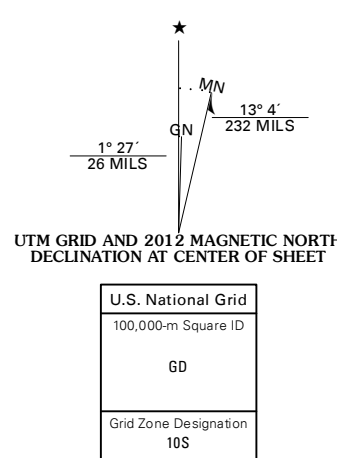 ★
MN
GN
13° 4´
232 MILS
1° 27´
26 MILS
UTM GRID AND 2012 MAGNETIC NORTH
DECLINATION AT CENTER OF SHEET
U.S. National Grid
100,000-m Square ID
GD
Grid Zone Designation
10S